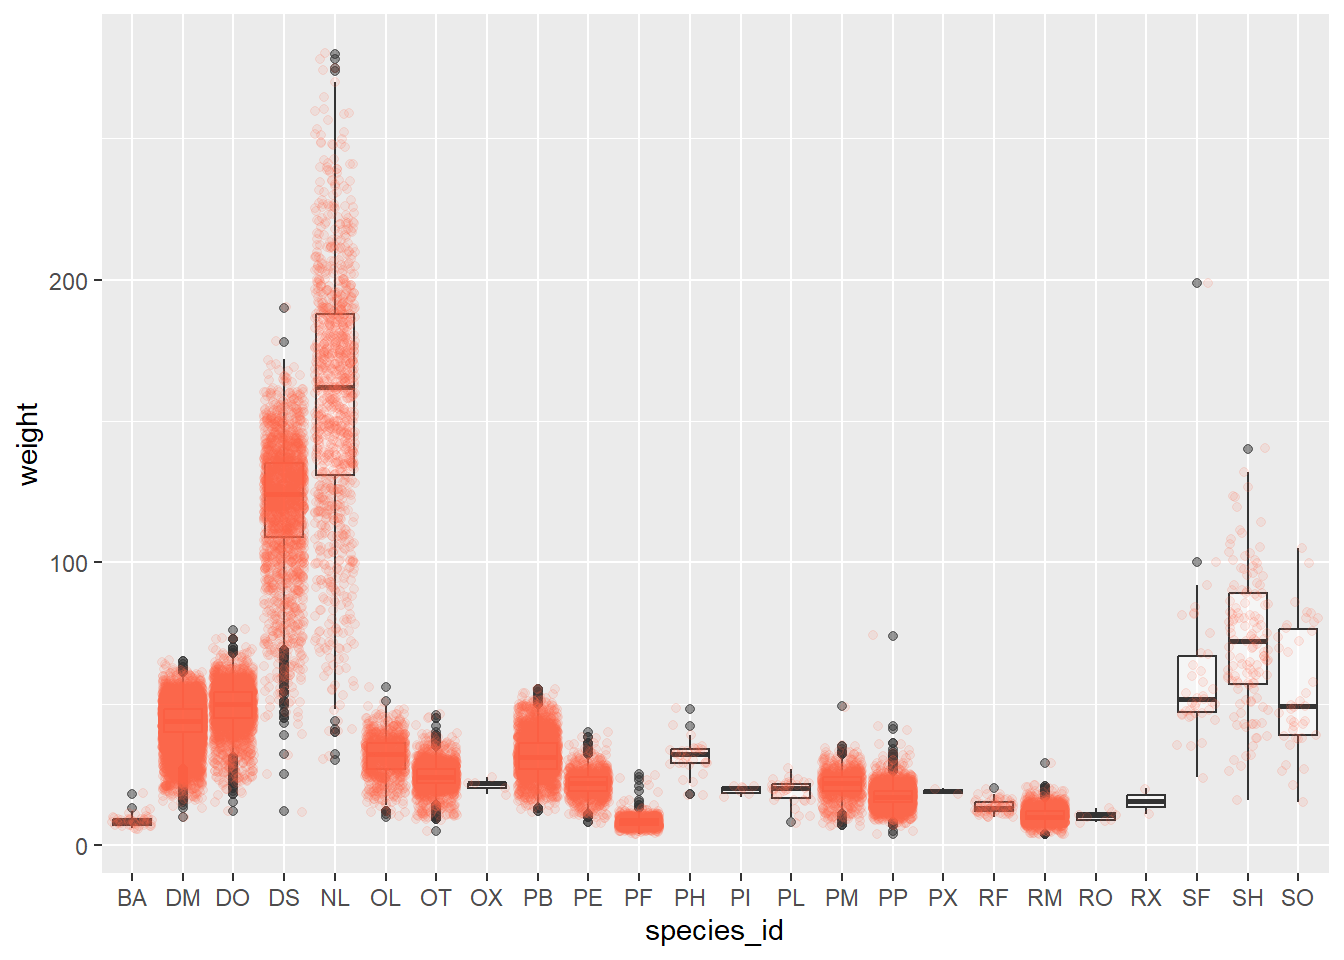 weight
200
100
0
BA DM DO DS NL OL OT OX PB PE PF PH PI PL PM PP PX RF RM RO RX SF SH SO
species_id